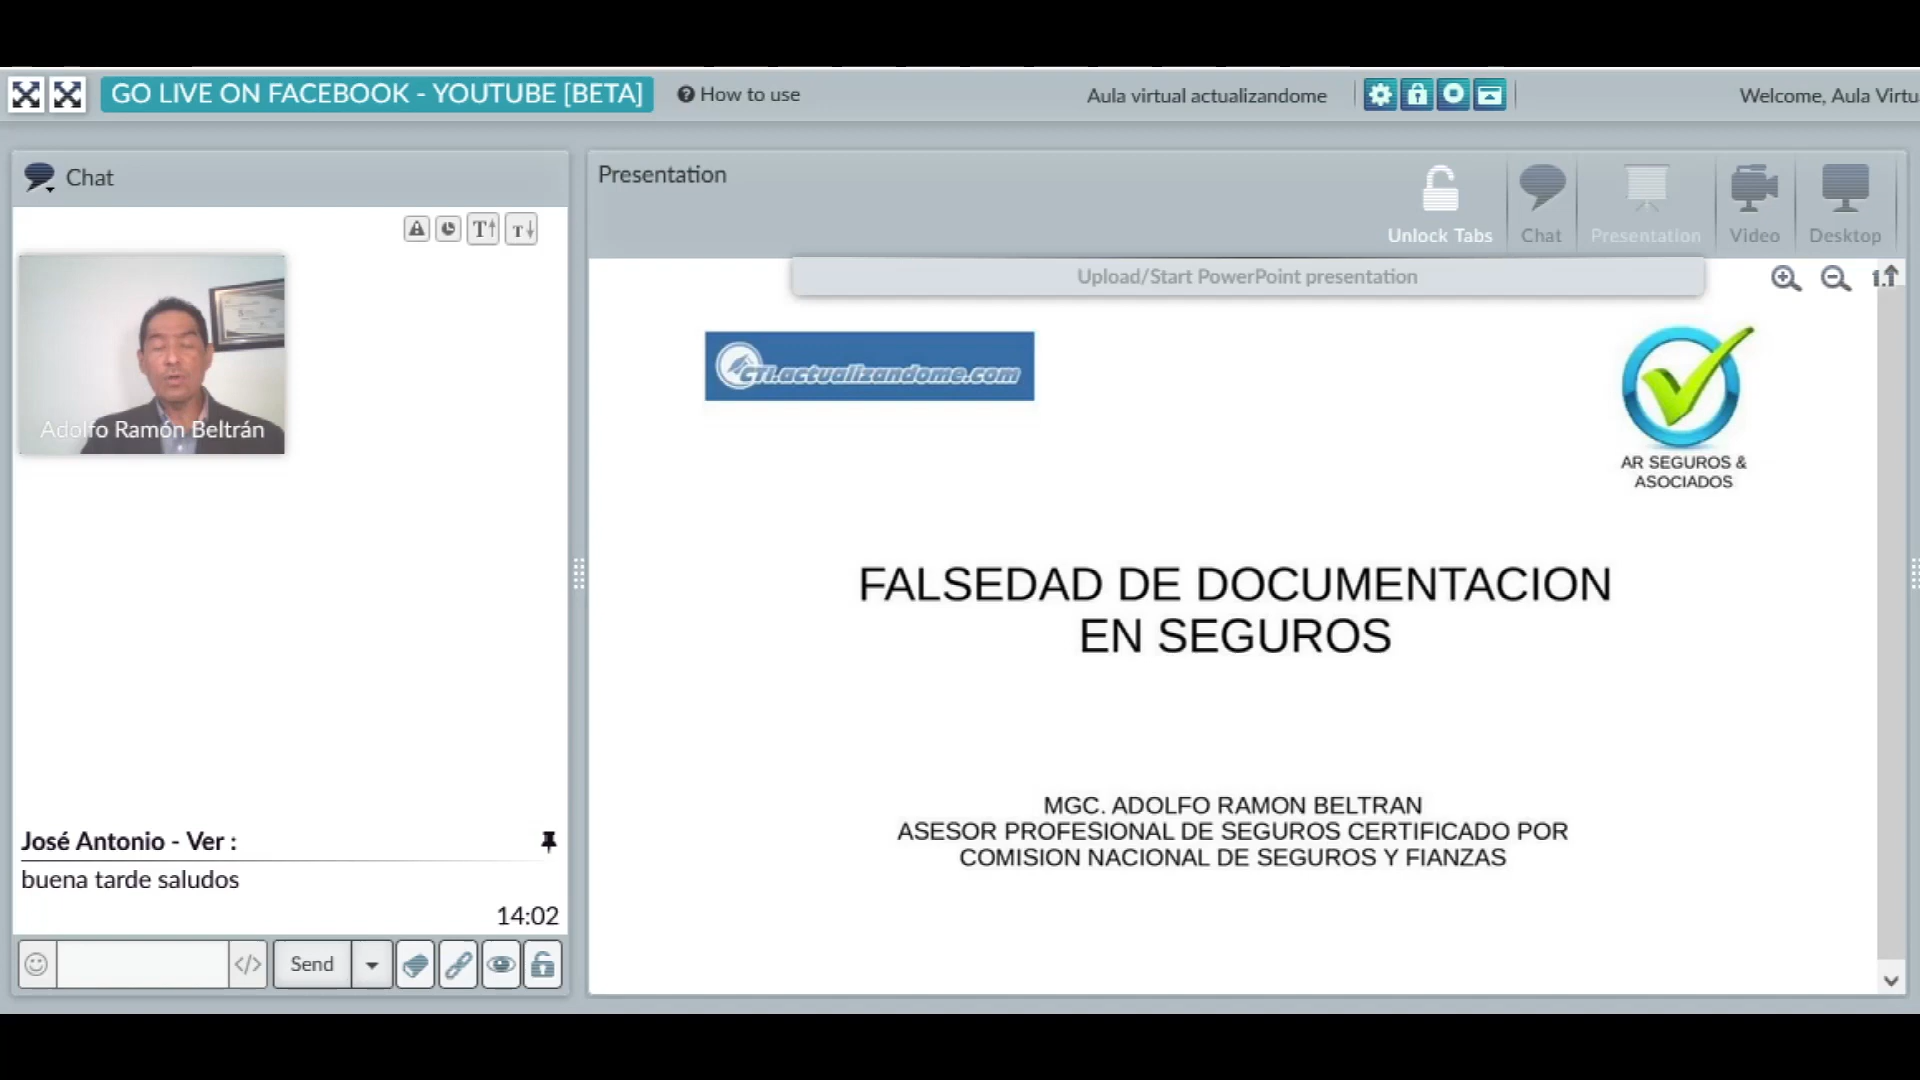 GO LIVE ON FACEBOOK - YOUTUBE [BETA]
How to use
Aula virtual actualizandome
Welcome, Aula Virtu
Chat
Adolfo Ramón Beltrán
José Antonio - Ver :
buena tarde saludos
14:02
Send
Presentation
Unlock Tabs
Chat
Presentation
Video
Desktop
Upload/Start PowerPoint presentation
CTI.actualizandome.com
AR SEGUROS &
ASOCIADOS
FALSEDAD DE DOCUMENTACION
EN SEGUROS
MGC. ADOLFO RAMON BELTRAN
ASESOR PROFESIONAL DE SEGUROS CERTIFICADO POR
COMISION NACIONAL DE SEGUROS Y FIANZAS